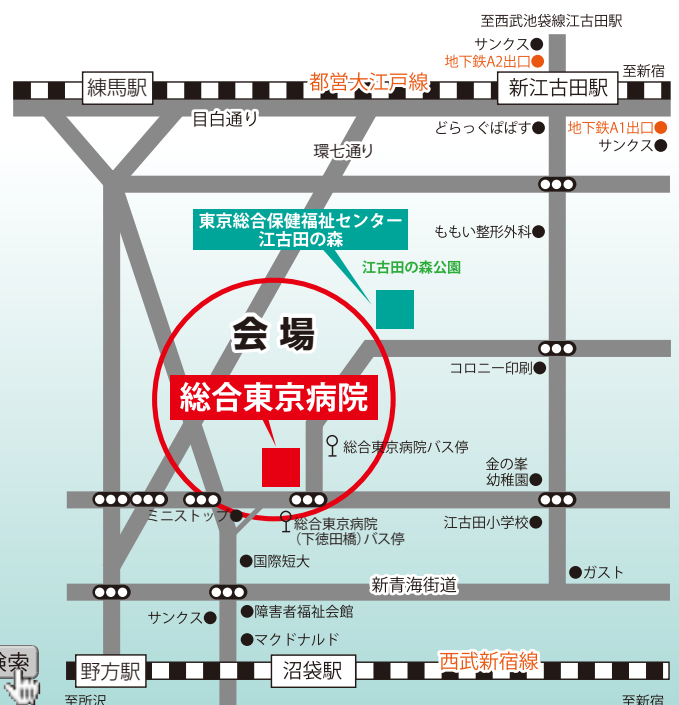 至西武池袋線江古田駅
サンクス
地下鉄A2出口
都営大江戸線
至新宿
練馬駅
新江古田駅
目白通り
どらっぐぱぱす
地下鉄A1出口
サンクス
環七通り
東京総合保健福祉センター
江古田の森
ももい整形外科
江古田の森公園
会場
コロニー印刷
総合東京病院
総合東京病院バス停
金の峯
幼稚園
ミニストップ
総合東京病院
(下徳田橋)バス停
江古田小学校
国際短大
ガスト
新青海街道
サンクス
障害者福祉会館
マクドナルド
西武新宿線
検索
野方駅
沼袋駅
至所沢
至新宿